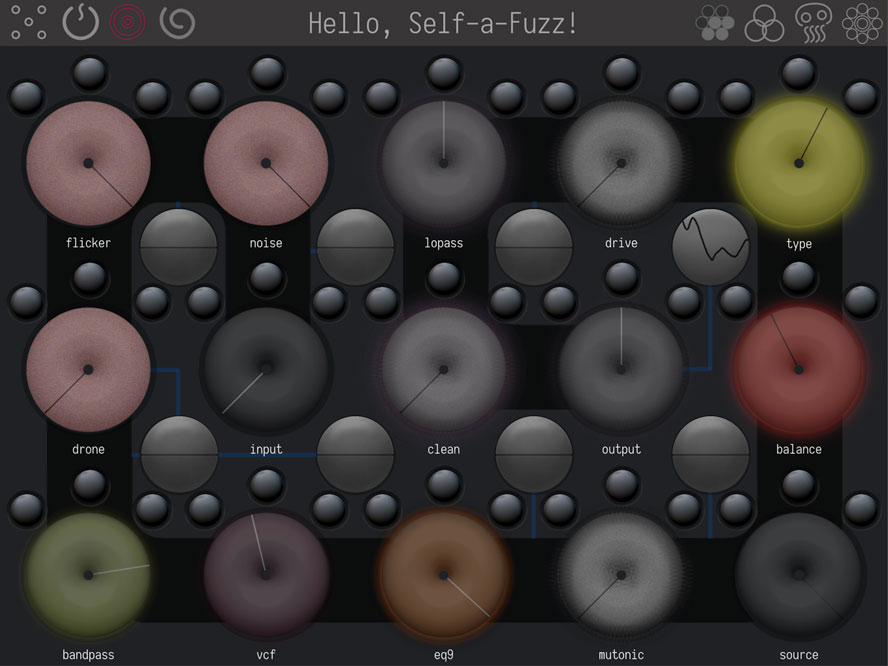 Hello, Self-a-Fuzz!
flicker
noise
lopass
drive
type
drone
input
clean
output
balance
bandpass
vcf
eq9
mutonic
source